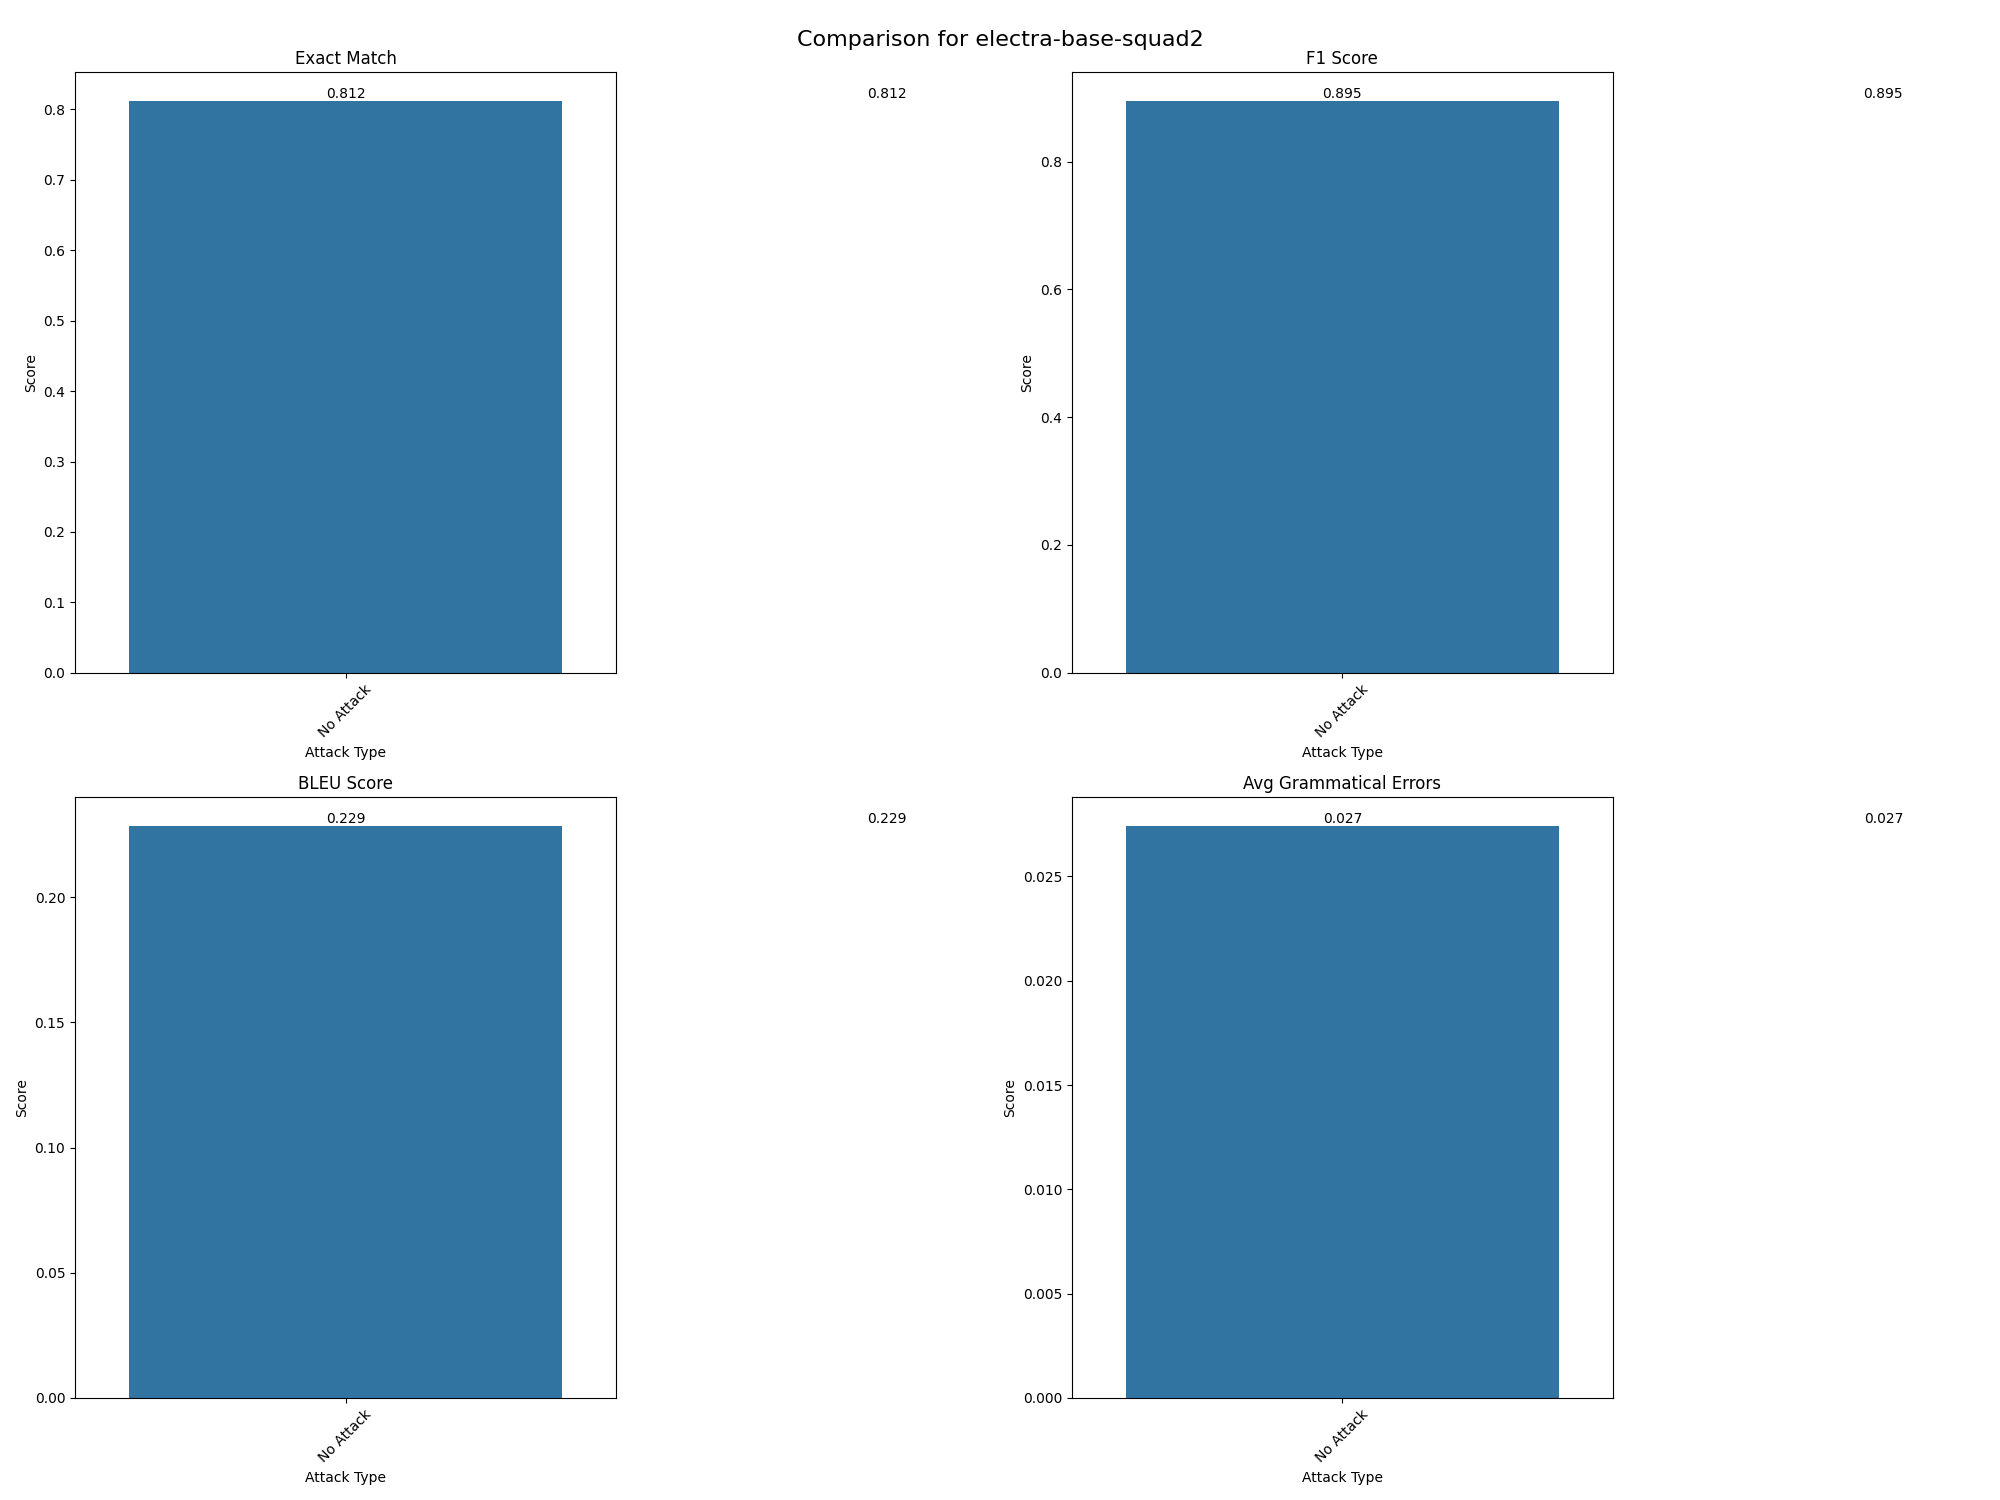 Comparison for electra-base-squad2
Exact Match
0.812
0.812
0.8
0.7
0.6
0.5
0.4
0.3
0.2
0.1
0.0
Score
No Attack
Attack Type
F1 Score
0.895
0.895
0.8
0.6
0.4
0.2
0.0
Score
No Attack
Attack Type
BLEU Score
0.229
0.229
0.20
0.15
0.10
0.05
0.00
Score
No Attack
Attack Type
Avg Grammatical Errors
0.027
0.027
0.025
0.020
0.015
0.010
0.005
0.000
Score
No Attack
Attack Type